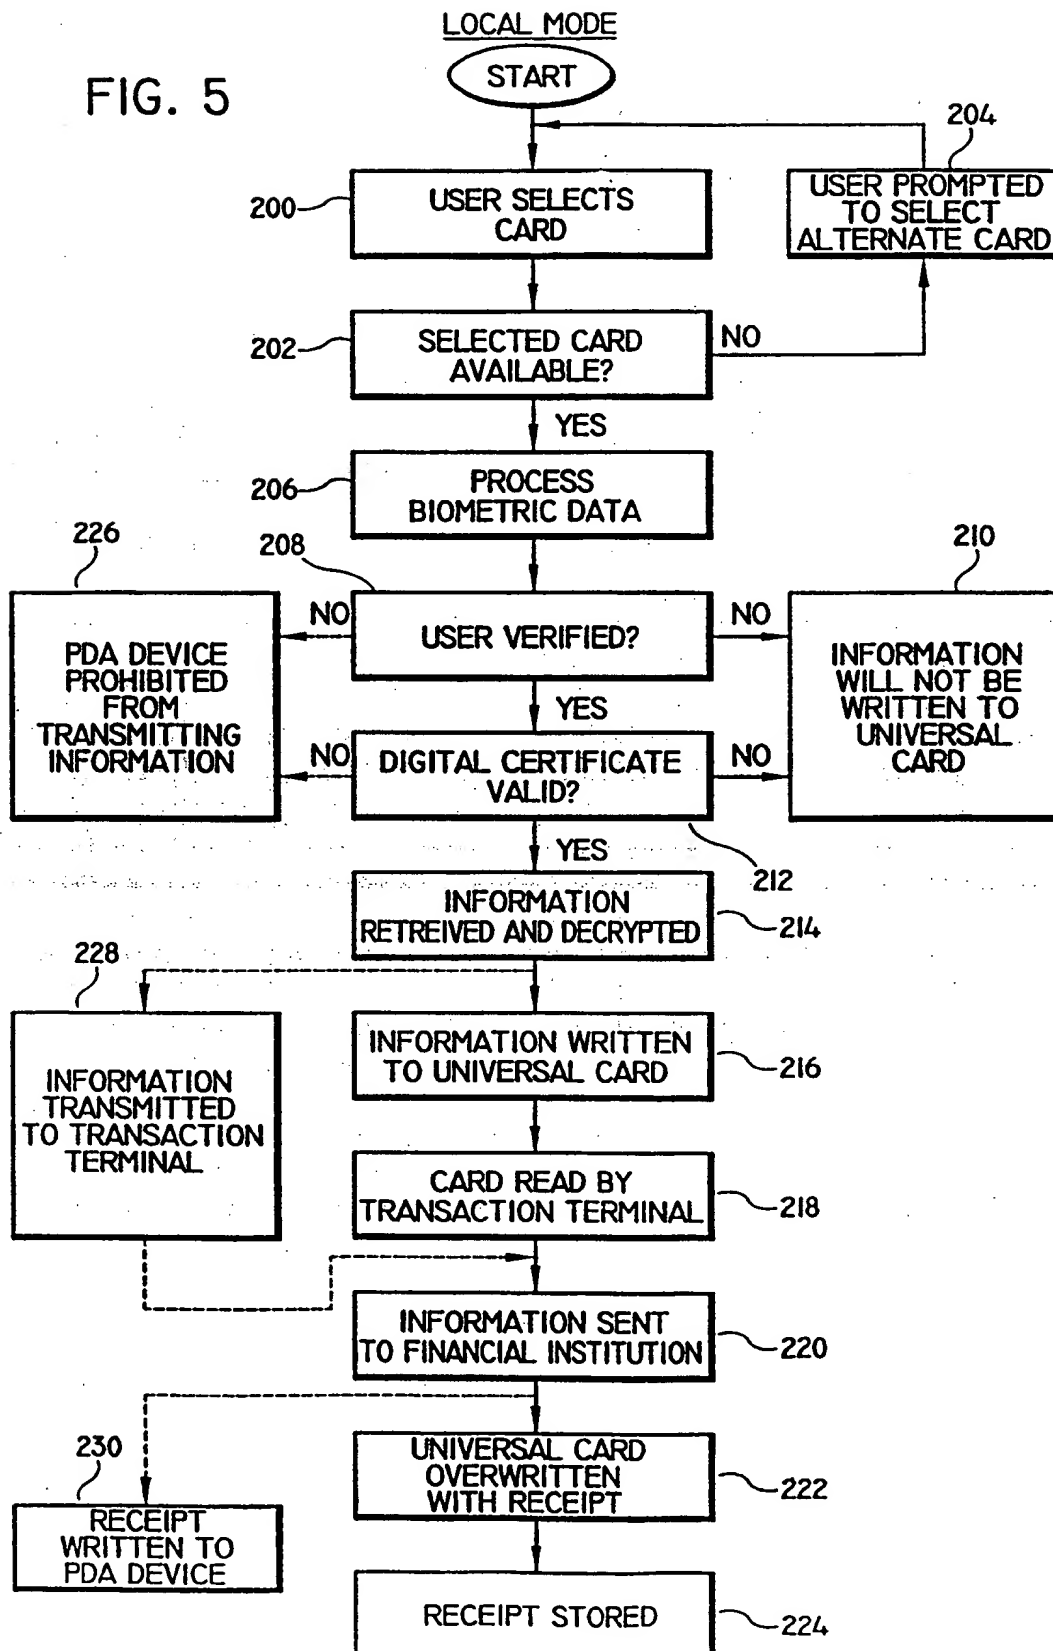 LOCAL MODE
START
FIG. 5
204
USER PROMPTED
TO SELECT
ALTERNATE CARD
200
USER SELECTS
CARD
202
SELECTED CARD
AVAILABLE?
NO
YES
206
PROCESS
BIOMETRIC DATA
226
208
210
PDA DEVICE
PROHIBITED
FROM
TRANSMITTING
INFORMATION
NO
USER VERIFIED?
NO
INFORMATION
WILL NOT BE
WRITTEN TO
UNIVERSAL
CARD
YES
NO
DIGITAL CERTIFICATE
VALID?
NO
212
YES
INFORMATION
RETREIVED AND DECRYPTED
214
228
INFORMATION
TRANSMITTED
TO TRANSACTION
TERMINAL
INFORMATION WRITTEN
TO UNIVERSAL CARD
216
CARD READ BY
TRANSACTION TERMINAL
218
INFORMATION SENT
TO FINANCIAL INSTITUTION
220
230
RECEIPT
WRITTEN TO
PDA DEVICE
UNIVERSAL CARD
OVERWRITTEN
WITH RECEIPT
222
RECEIPT STORED
224